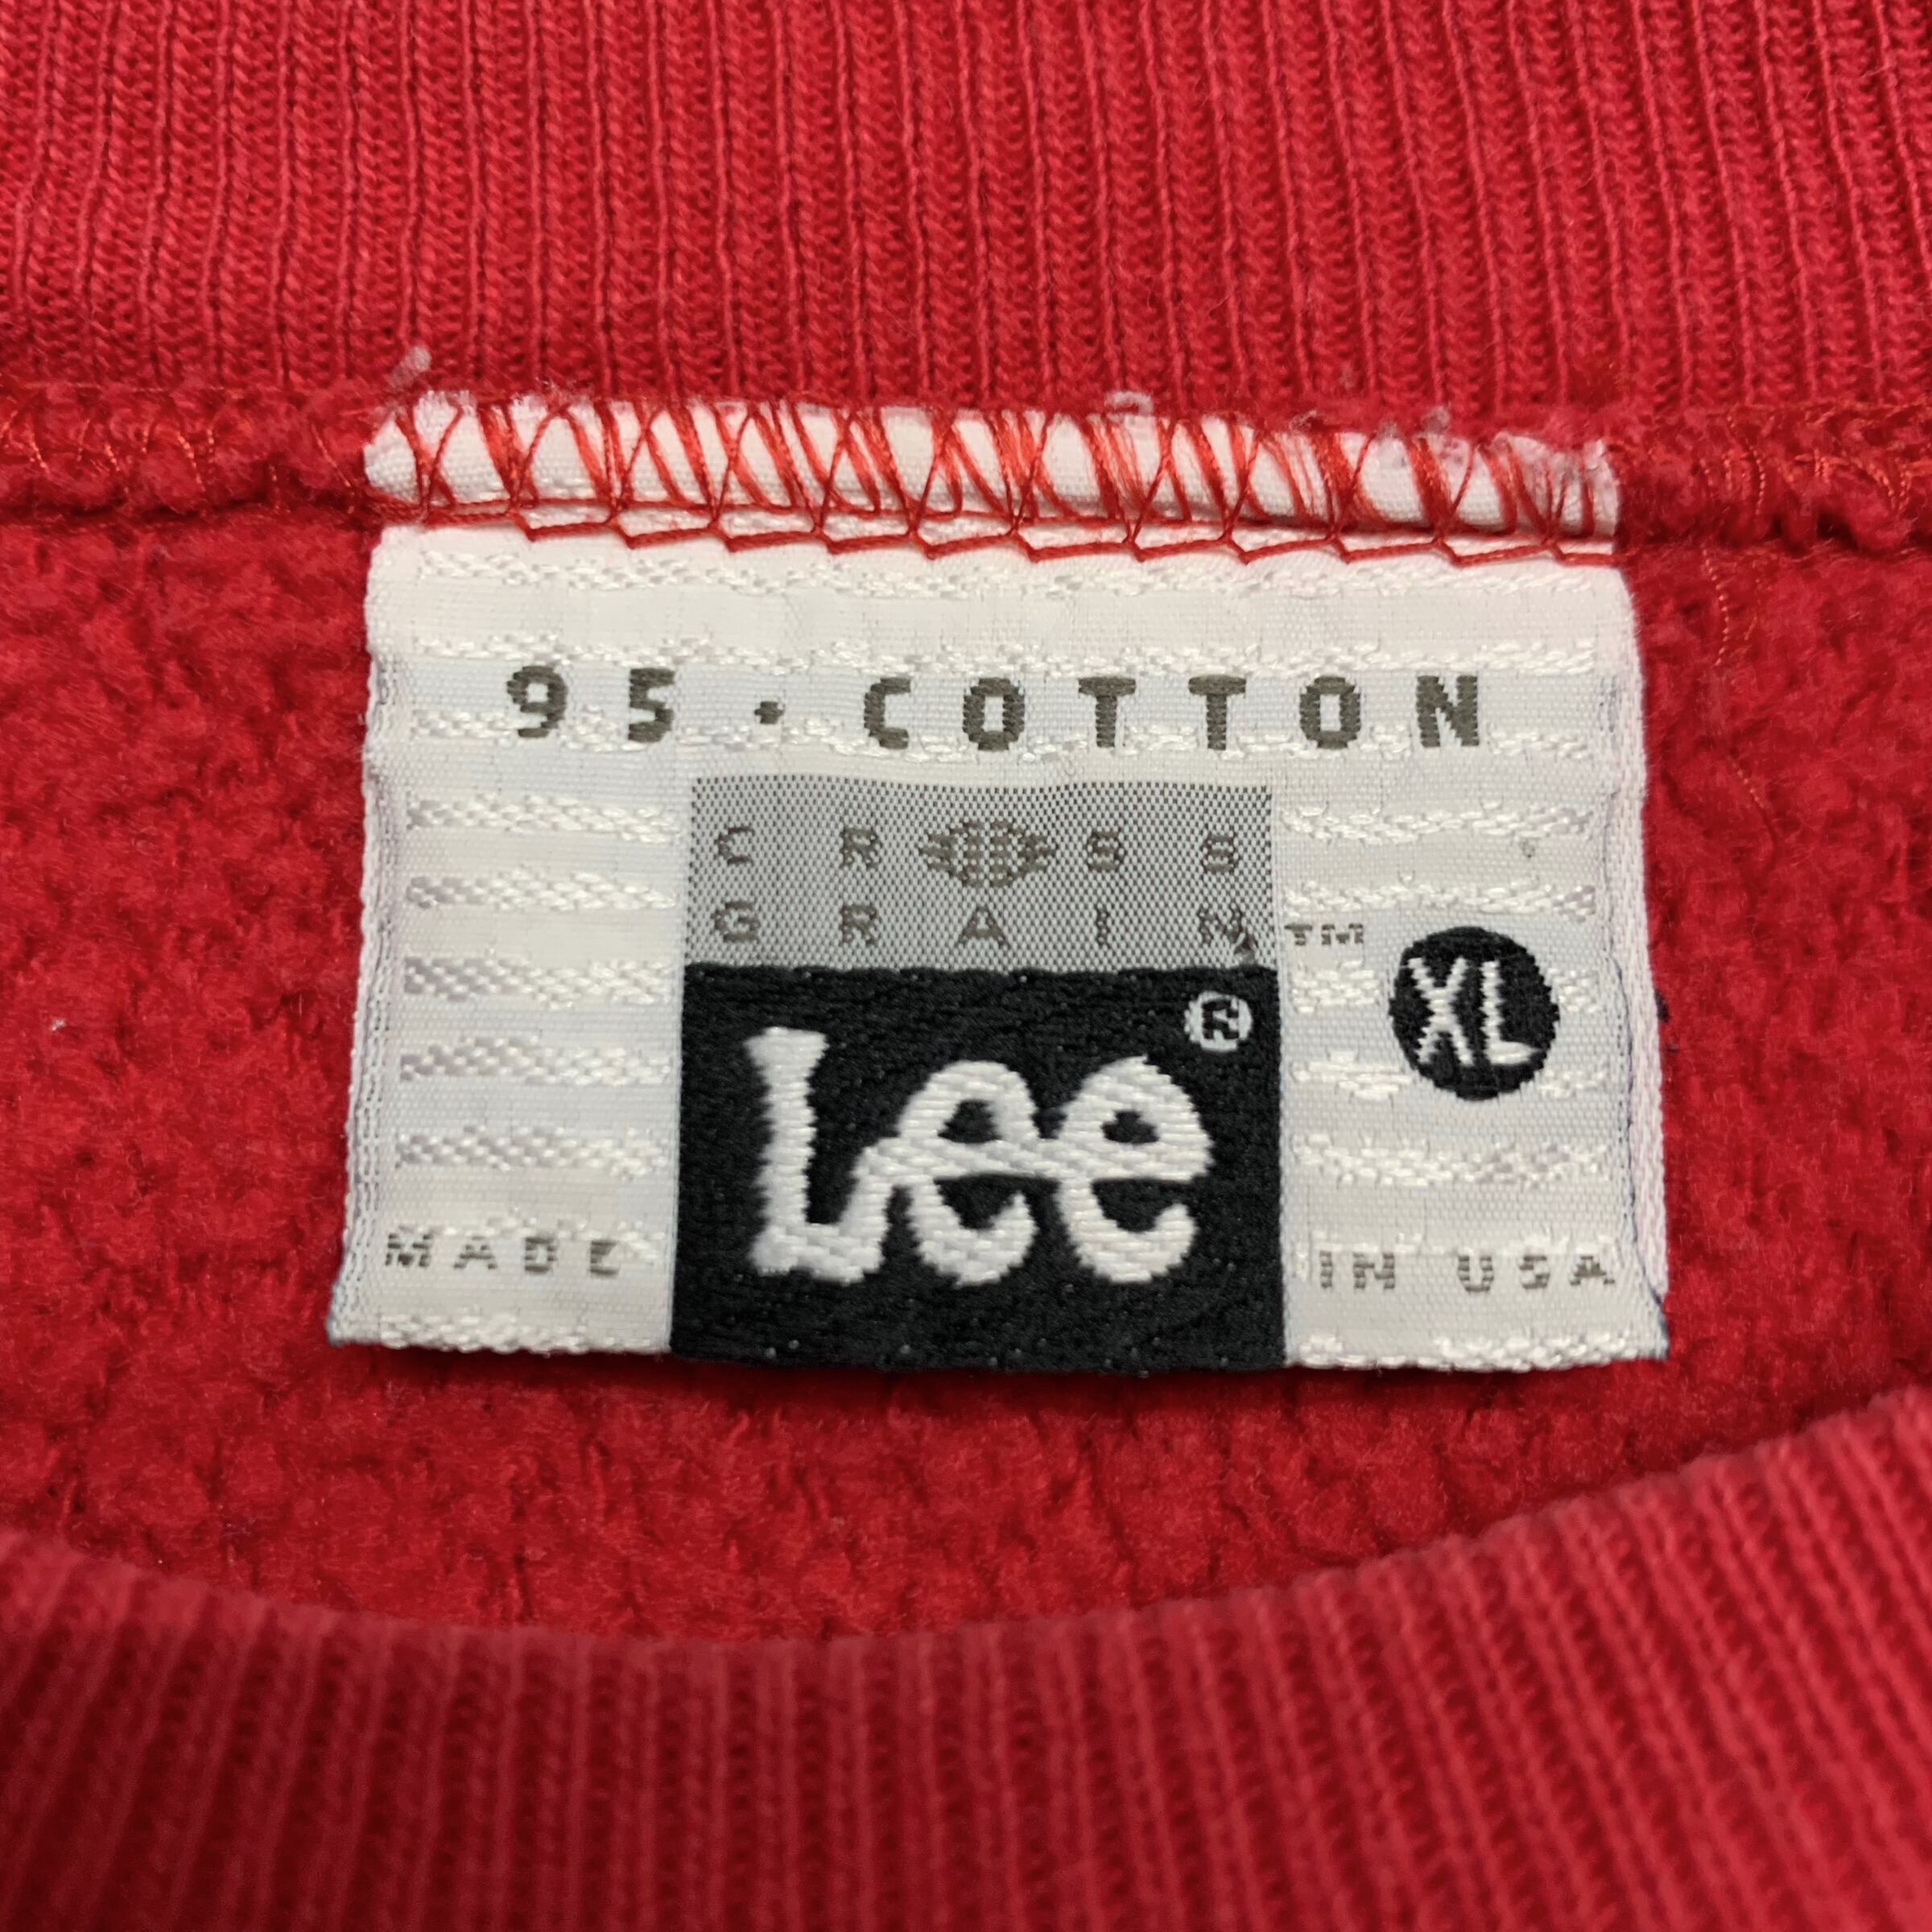 95 · COTTON
CROSS
GRAIN™
XL
Lee®
MADE IN USA